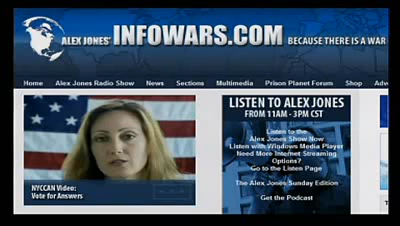 ALEX JONES' INFOWARS.COM BECAUSE THERE IS A WAR
Home Alex Jones Radio Show News Sections Multimedia Prison Planet Forum Shop Adve
NYCCAN Video:
Vote for Answers
LISTEN TO ALEX JONES
FROM 11AM - 3PM CST
Listen to the
Alex Jones Show Now
Listen with Windows Media Player
Need More Internet Streaming
Options?
Go to the Listen Page
The Alex Jones Sunday Edition
Get the Podcast